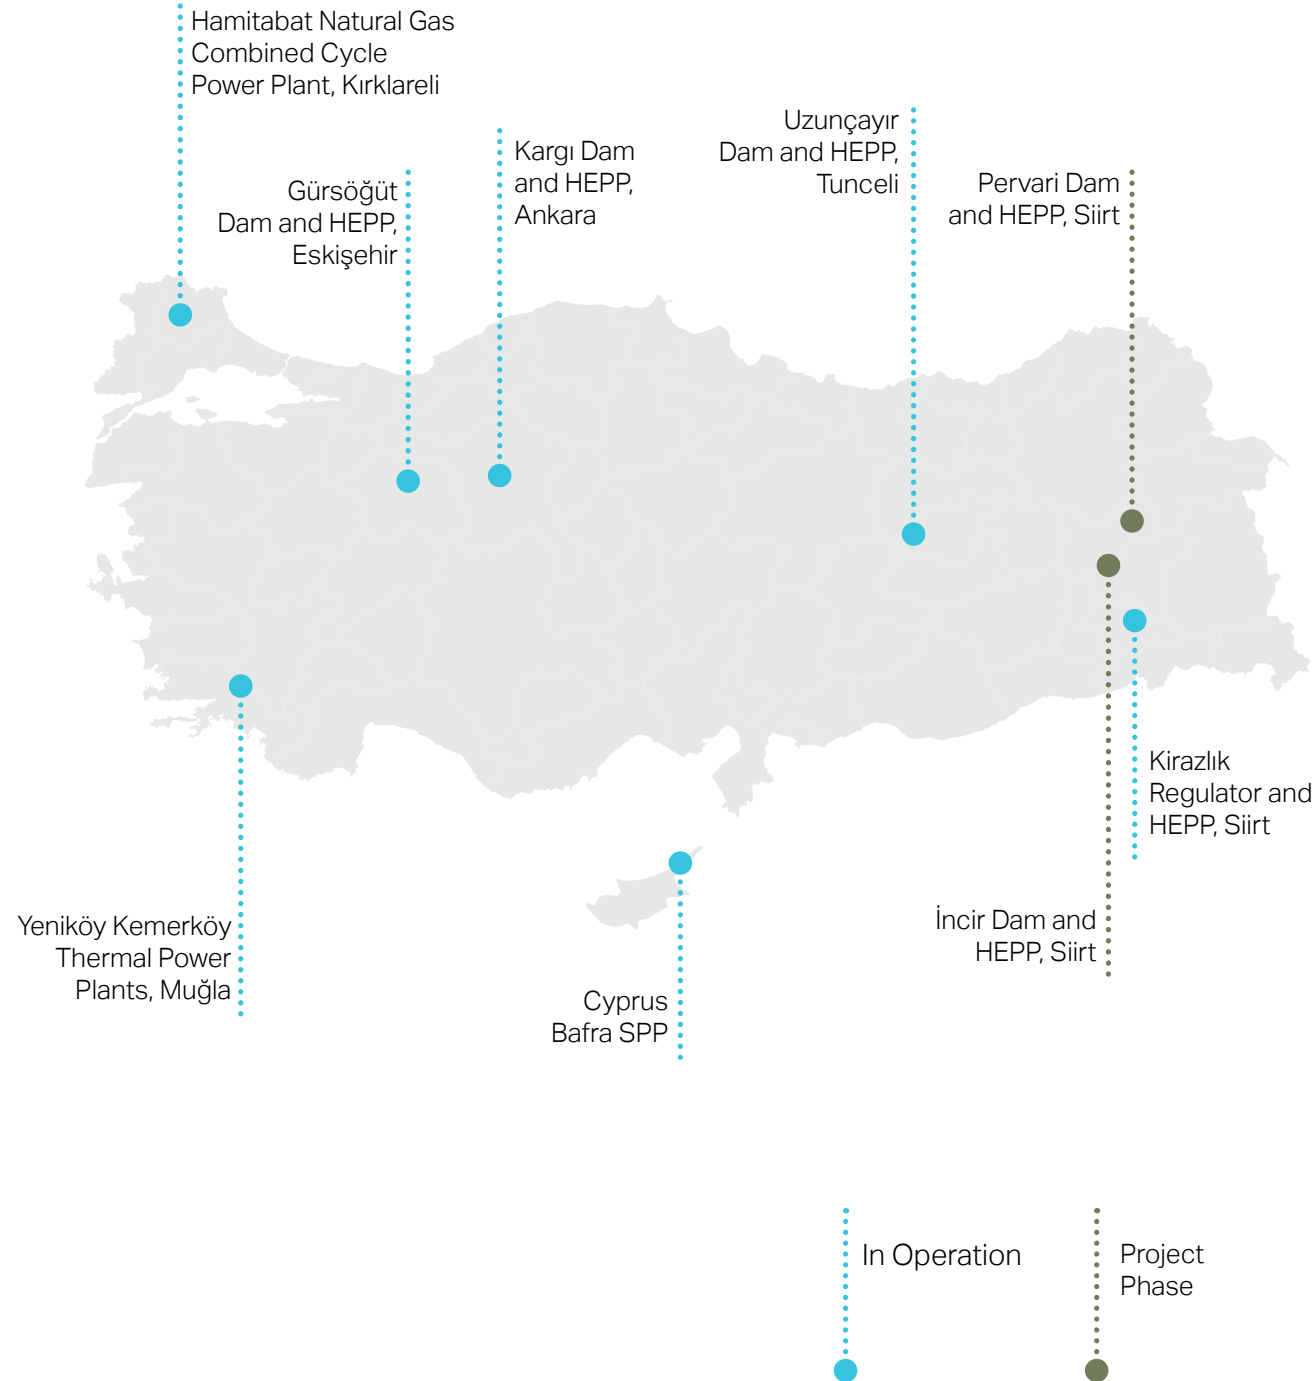 Hamitabat Natural Gas
Combined Cycle
Power Plant, Kırklareli
Gürsöğüt
Dam and HEPP,
Eskişehir
Kargı Dam
and HEPP,
Ankara
Uzunçayır
Dam and HEPP,
Tunceli
Pervari Dam
and HEPP, Siirt
Kirazlık
Regulator and
HEPP, Siirt
Yeniköy Kemerköy
Thermal Power
Plants, Muğla
İncir Dam and
HEPP, Siirt
Cyprus
Bafra SPP
In Operation
Project
Phase